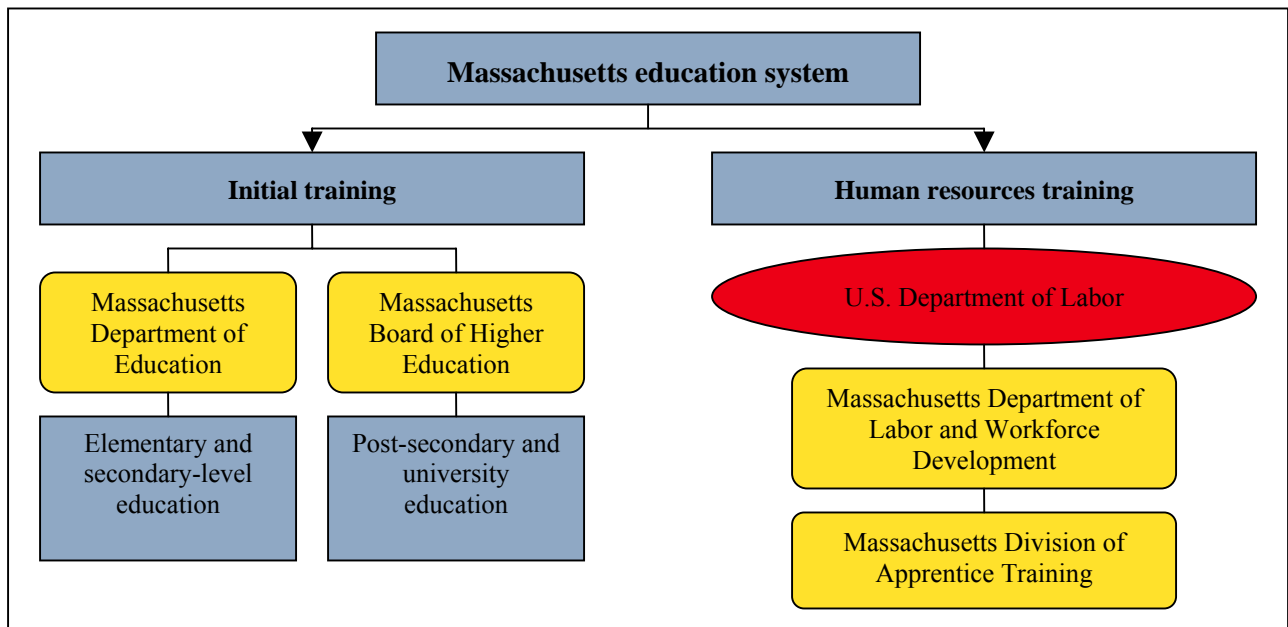 Massachusetts education system
Initial training
Human resources training
Massachusetts
Department of
Education
Massachusetts
Board of Higher
Education
U.S. Department of Labor
Elementary and
secondary-level
education
Post-secondary and
university
education
Massachusetts Department of
Labor and Workforce
Development
Massachusetts Division of
Apprentice Training